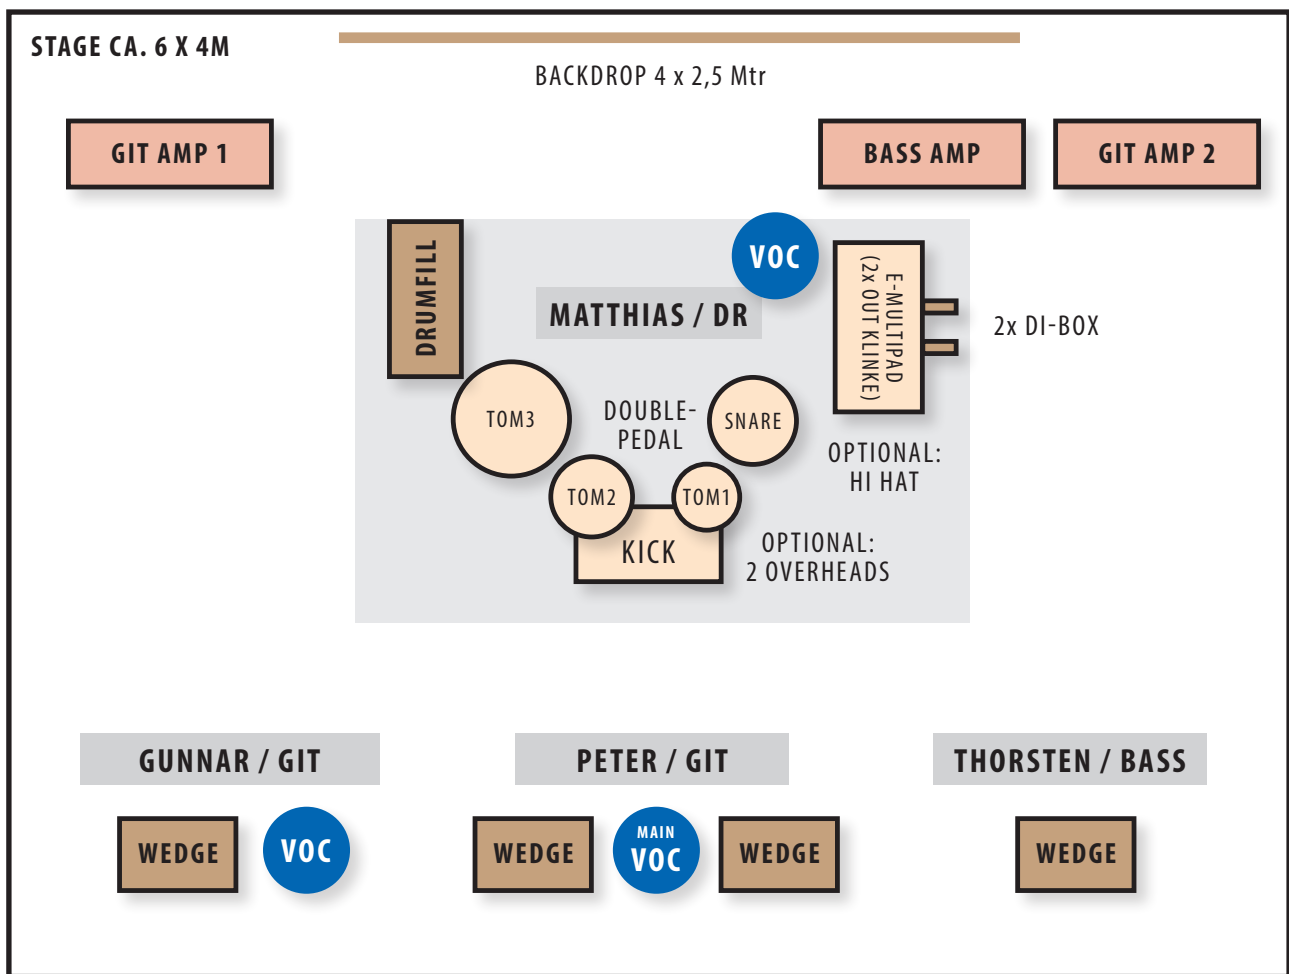 STAGE CA. 6 X 4M
BACKDROP 4 x 2,5 Mtr
GIT AMP 1
BASS AMP
GIT AMP 2
DRUMFILL
VOC
MATTHIAS / DR
E-MULTIPAD
(2x OUT KLINKE)
2x DI-BOX
TOM3
DOUBLE-
PEDAL
SNARE
OPTIONAL:
HI HAT
TOM2
TOM1
KICK
OPTIONAL:
2 OVERHEADS
GUNNAR / GIT
PETER / GIT
THORSTEN / BASS
WEDGE
VOC
WEDGE
MAIN
VOC
WEDGE
WEDGE